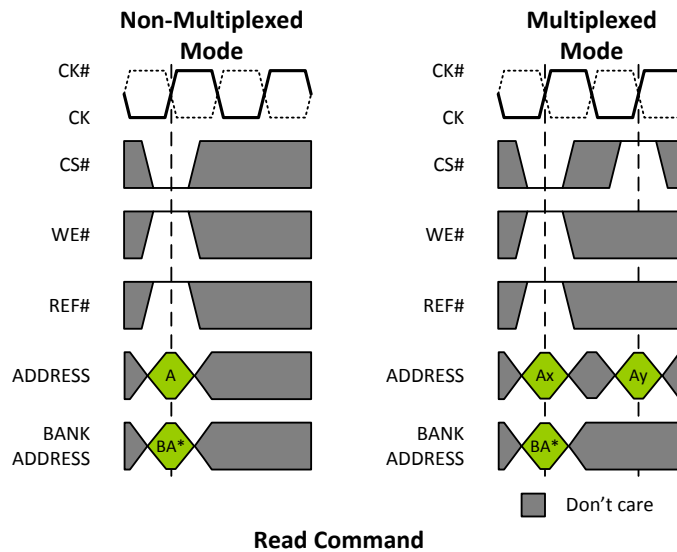 Non-Multiplexed
Mode
CK#
CK
CS#
WE#
REF#
ADDRESS
A
BANK
ADDRESS
BA*
Multiplexed
Mode
CK#
CK
CS#
WE#
REF#
ADDRESS
Ax
Ay
BANK
ADDRESS
BA*
Don't care
Read Command